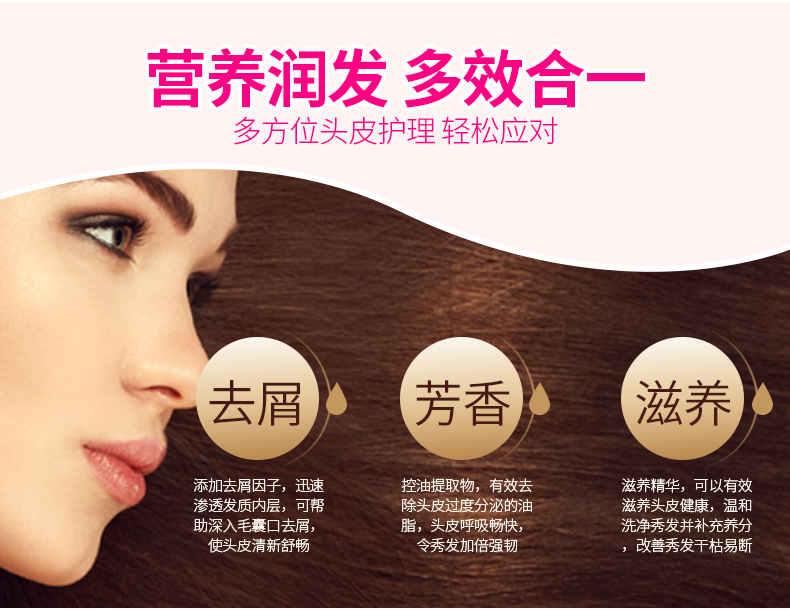 营养润发 多效合一
多方位头皮护理 轻松应对
去屑
添加去屑因子，迅速
渗透发质内层，可帮
助深入毛囊口去屑，
使头皮清新舒畅
芳香
控油提取物，有效去
除头皮过度分泌的油
脂，头皮呼吸畅快，
令秀发加倍强韧
滋养
滋养精华，可以有效
滋养头皮健康，温和
洗净秀发并补充养分
，改善秀发干枯易断